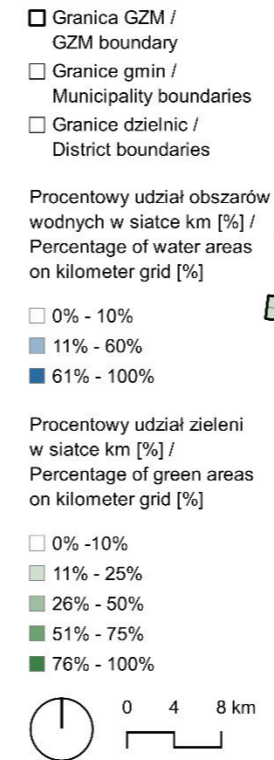 Granica GZM /
GZM boundary
Granice gmin /
Municipality boundaries
Granice dzielnic /
District boundaries
Procentowy udział obszarów
wodnych w siatce km [%] /
Percentage of water areas
on kilometer grid [%]
0% - 10%
11% - 60%
61% - 100%
Procentowy udział zieleni
w siatce km [%] /
Percentage of green areas
on kilometer grid [%]
0% -10%
11% - 25%
26% - 50%
51% - 75%
76% - 100%
0 4 8 km